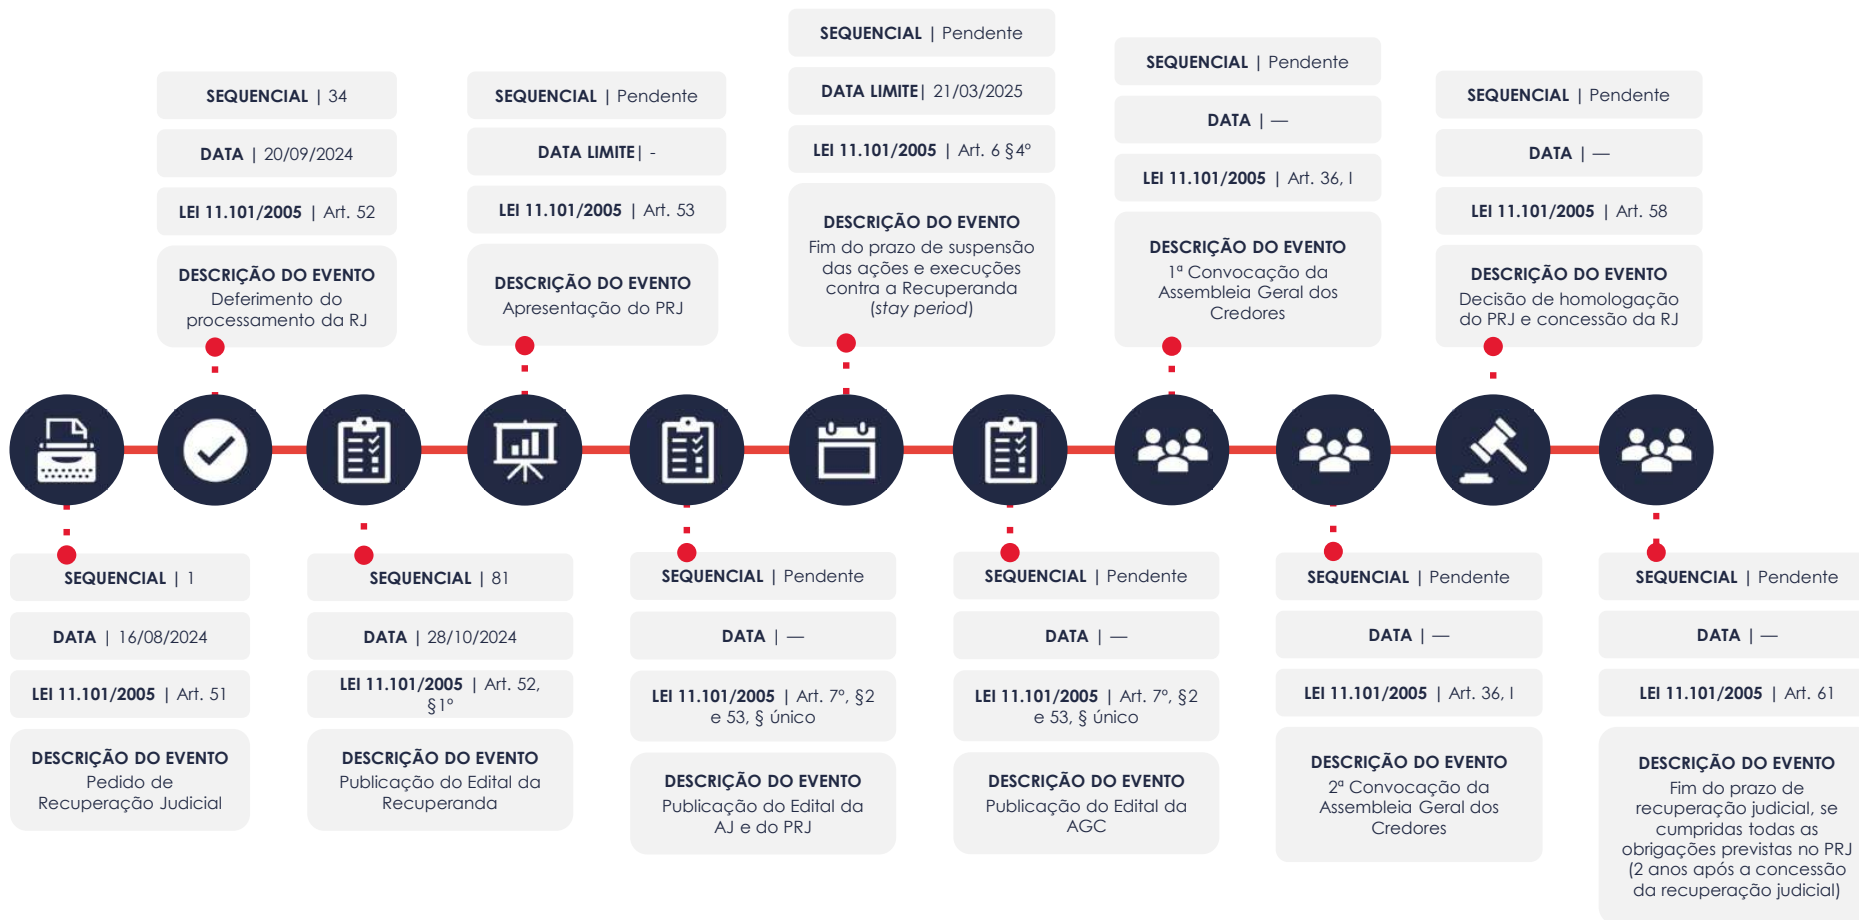 SEQUENCIAL | 1
DATA | 16/08/2024
LEI 11.101/2005 | Art. 51
DESCRIÇÃO DO EVENTO
Pedido de
Recuperação Judicial
SEQUENCIAL | 34
DATA | 20/09/2024
LEI 11.101/2005 | Art. 52
DESCRIÇÃO DO EVENTO
Deferimento do
processamento da RJ
SEQUENCIAL | 81
DATA | 28/10/2024
LEI 11.101/2005 | Art. 52,
§1º
DESCRIÇÃO DO EVENTO
Publicação do Edital da
Recuperanda
SEQUENCIAL | Pendente
DATA LIMITE| -
LEI 11.101/2005 | Art. 53
DESCRIÇÃO DO EVENTO
Apresentação do PRJ
SEQUENCIAL | Pendente
DATA | —
LEI 11.101/2005 | Art. 7º, §2
e 53, § único
DESCRIÇÃO DO EVENTO
Publicação do Edital da
AJ e do PRJ
SEQUENCIAL | Pendente
DATA LIMITE| 21/03/2025
LEI 11.101/2005 | Art. 6 §4º
DESCRIÇÃO DO EVENTO
Fim do prazo de suspensão
das ações e execuções
contra a Recuperanda
(stay period)
SEQUENCIAL | Pendente
DATA | —
LEI 11.101/2005 | Art. 7º, §2
e 53, § único
DESCRIÇÃO DO EVENTO
Publicação do Edital da
AGC
SEQUENCIAL | Pendente
DATA | —
LEI 11.101/2005 | Art. 36, I
DESCRIÇÃO DO EVENTO
1ª Convocação da
Assembleia Geral dos
Credores
SEQUENCIAL | Pendente
DATA | —
LEI 11.101/2005 | Art. 36, I
DESCRIÇÃO DO EVENTO
2ª Convocação da
Assembleia Geral dos
Credores
SEQUENCIAL | Pendente
DATA | —
LEI 11.101/2005 | Art. 58
DESCRIÇÃO DO EVENTO
Decisão de homologação
do PRJ e concessão da RJ
SEQUENCIAL | Pendente
DATA | —
LEI 11.101/2005 | Art. 61
DESCRIÇÃO DO EVENTO
Fim do prazo de
recuperação judicial, se
cumpridas todas as
obrigações previstas no PRJ
(2 anos após a concessão
da recuperação judicial)